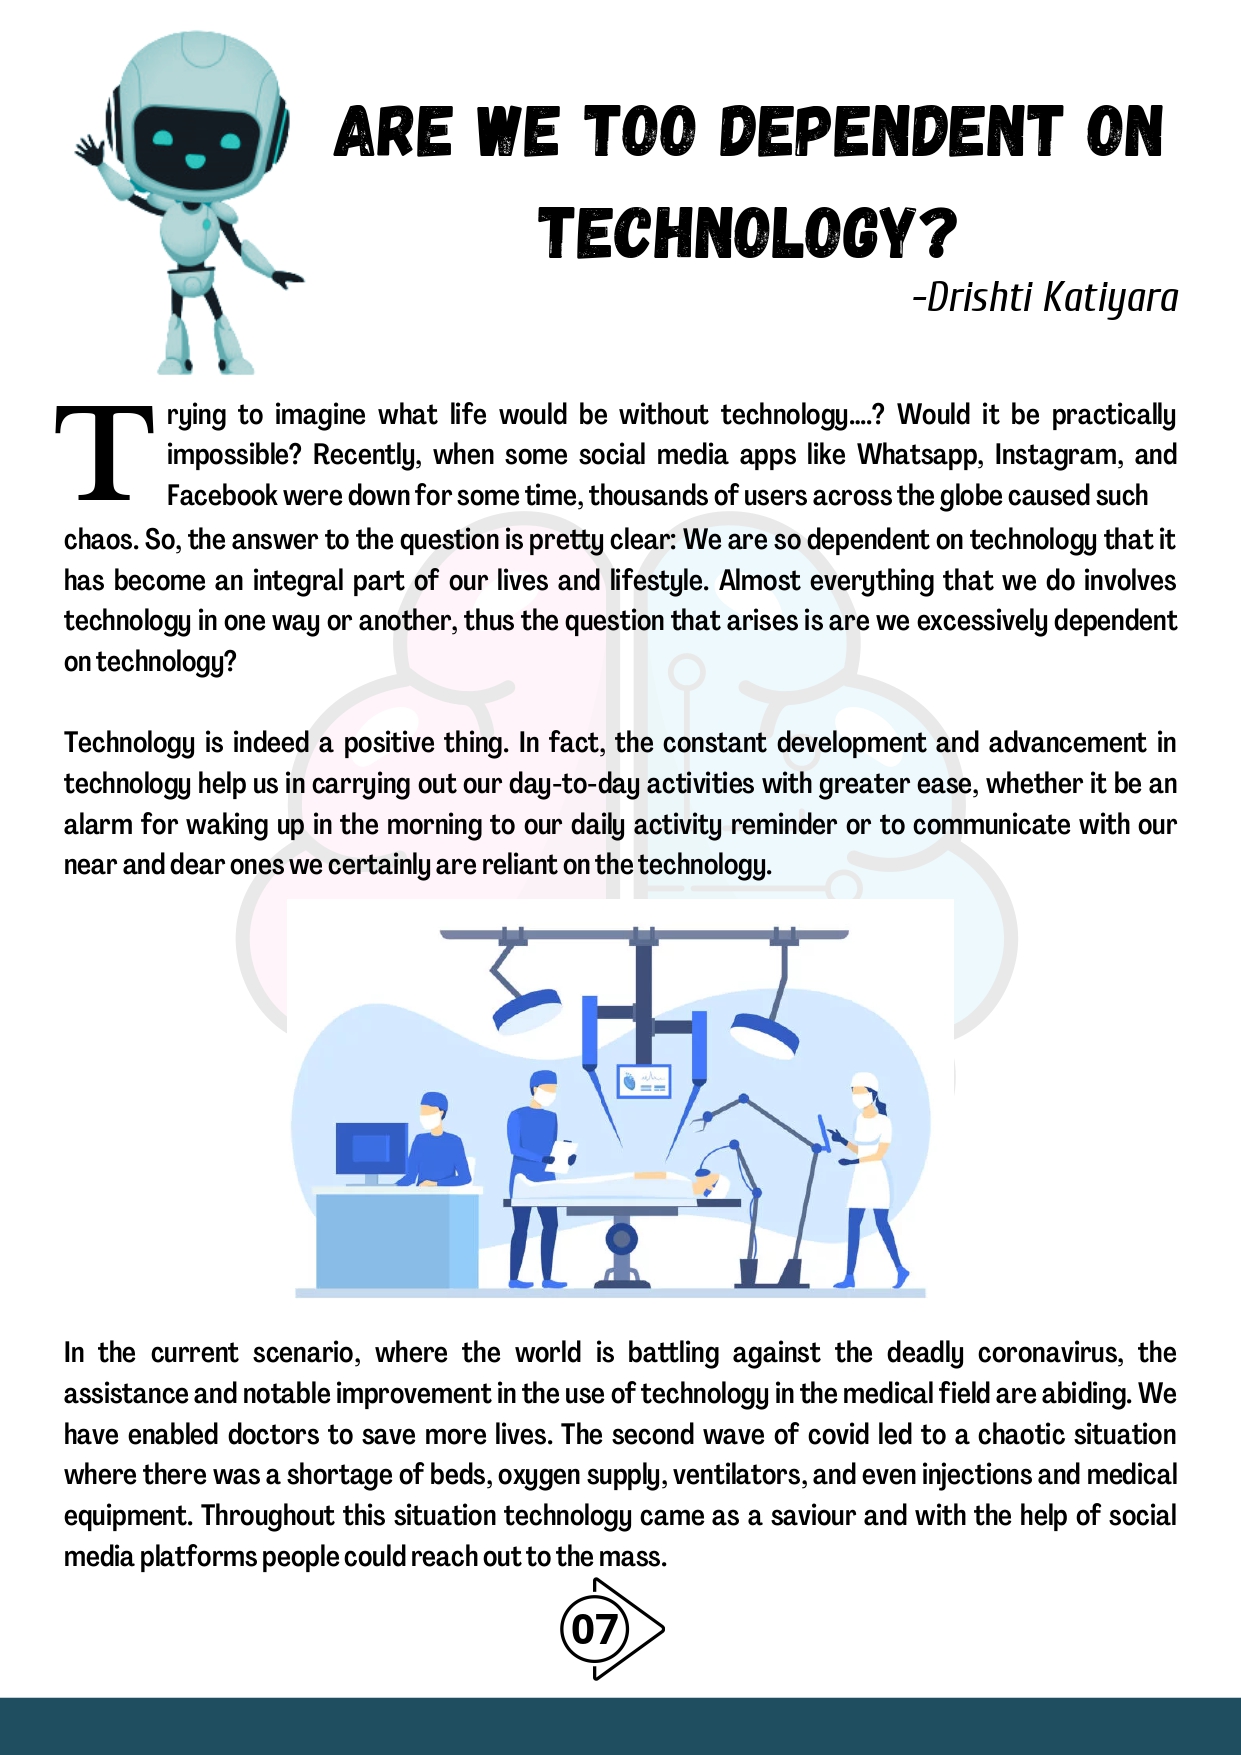 ARE WE TOO DEPENDENT ON
TECHNOLOGY?
-Drishti Katiyara
Trying to imagine what life would be without technology....? Would it be practically
impossible? Recently, when some social media apps like Whatsapp, Instagram, and
Facebook were down for some time, thousands of users across the globe caused such
chaos. So, the answer to the question is pretty clear: We are so dependent on technology that it
has become an integral part of our lives and lifestyle. Almost everything that we do involves
technology in one way or another, thus the question that arises is are we excessively dependent
on technology?
Technology is indeed a positive thing. In fact, the constant development and advancement in
technology help us in carrying out our day-to-day activities with greater ease, whether it be an
alarm for waking up in the morning to our daily activity reminder or to communicate with our
near and dear ones we certainly are reliant on the technology.
In the current scenario, where the world is battling against the deadly coronavirus, the
assistance and notable improvement in the use of technology in the medical field are abiding. We
have enabled doctors to save more lives. The second wave of covid led to a chaotic situation
where there was a shortage of beds, oxygen supply, ventilators, and even injections and medical
equipment. Throughout this situation technology came as a saviour and with the help of social
media platforms people could reach out to the mass.
07